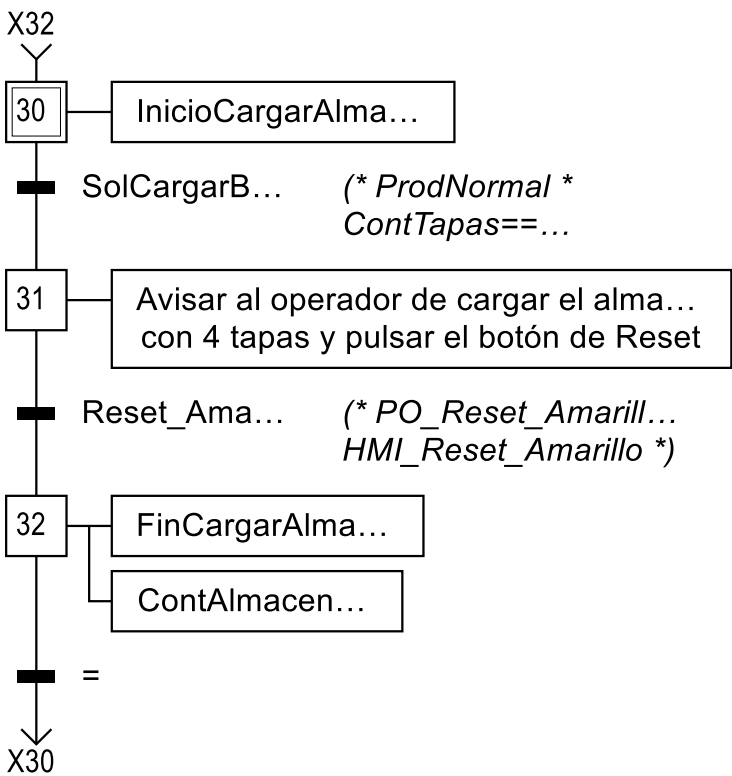 X32
30 InicioCargarAlma…
SolCargarB… (* ProdNormal *
ContTapas==…
31 Avisar al operador de cargar el alma…
con 4 tapas y pulsar el botón de Reset
Reset_Ama… (* PO_Reset_Amarill…
HMI_Reset_Amarillo *)
32 FinCargarAlma…
ContAlmacen…
=
X30